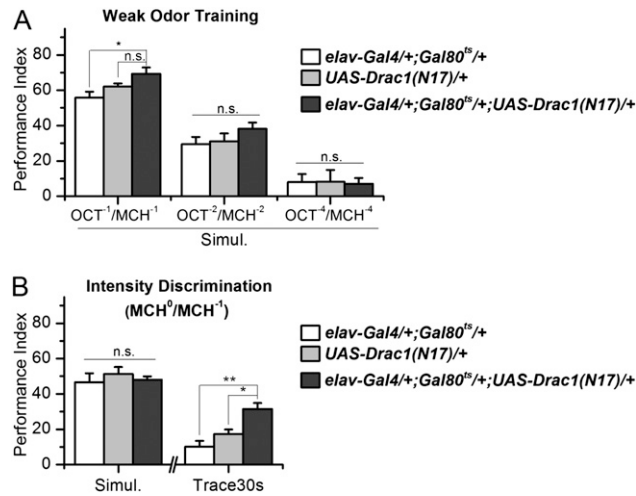 A
Weak Odor Training
Performance Index
80
60
40
20
0
*
n.s.
n.s.
n.s.
OCT⁻¹/MCH⁻¹
OCT⁻²/MCH⁻²
OCT⁻⁴/MCH⁻⁴
Simul.
elav-Gal4/+;Gal80ᵗˢ/+
UAS-Drac1(N17)/+
elav-Gal4/+;Gal80ᵗˢ/+;UAS-Drac1(N17)/+
B
Intensity Discrimination
(MCH⁰/MCH⁻¹)
Performance Index
80
60
40
20
0
n.s.
**
*
Simul.
Trace30s
elav-Gal4/+;Gal80ᵗˢ/+
UAS-Drac1(N17)/+
elav-Gal4/+;Gal80ᵗˢ/+;UAS-Drac1(N17)/+